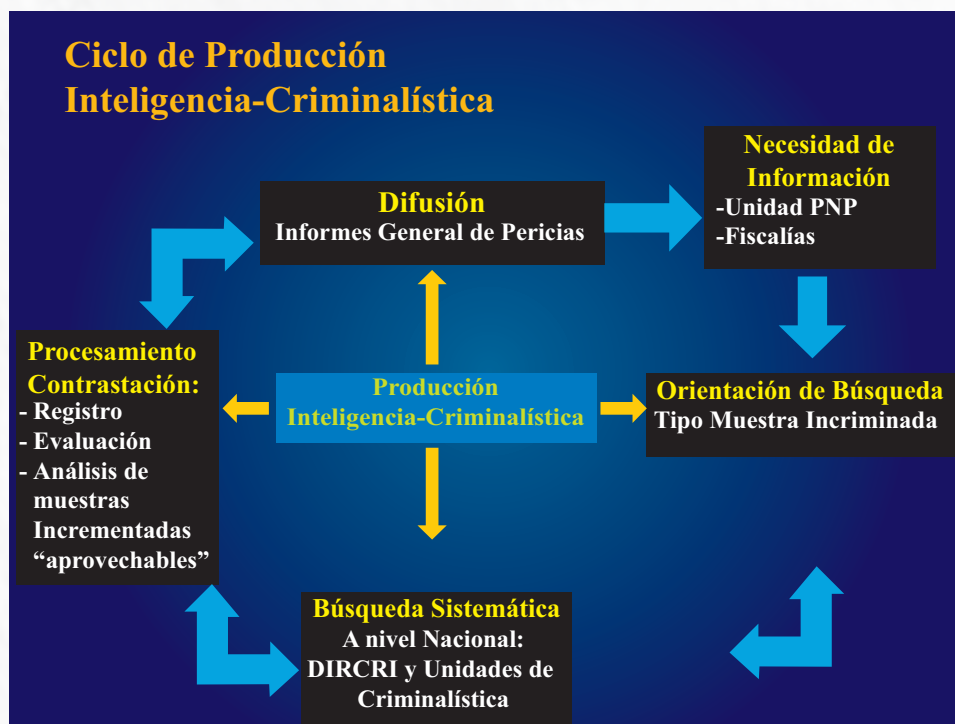 Ciclo de Producción
Inteligencia-Criminalística
Necesidad de
Información
-Unidad PNP
-Fiscalías
Difusión
Informes General de Pericias
Procesamiento
Contrastación:
- Registro
- Evaluación
- Análisis de
muestras
Incrementadas
“aprovechables”
Producción
Inteligencia-Criminalística
Orientación de Búsqueda
Tipo Muestra Incriminada
Búsqueda Sistemática
A nivel Nacional:
DIRCRI y Unidades de
Criminalística